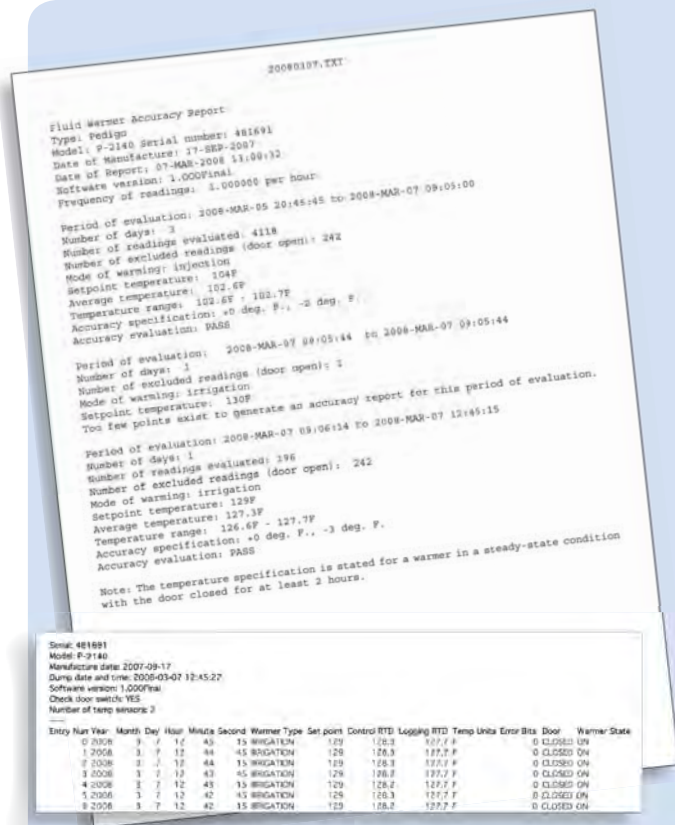 20080307.TXT
Fluid Warmer Accuracy Report
Type: Pedigo
Model: P-2140 Serial number: 481691
Date of Manufacture: 17-SEP-2007
Date of Report: 07-MAR-2008 13:00:32
Software version: 1.000Final
Frequency of readings: 1.000000 per hour
Period of evaluation: 2008-MAR-05 20:45:45 to 2008-MAR-07 09:05:00
Number of days: 3
Number of readings evaluated: 4118
Number of excluded readings (door open): 242
Mode of warming: injection
Setpoint temperature: 104F
Average temperature: 102.6F
Temperature range: 102.6F - 102.7F
Accuracy specification: +0 deg. F., -2 deg. F.
Accuracy evaluation: PASS
Period of evaluation: 2008-MAR-07 09:05:44 to 2008-MAR-07 09:05:44
Number of days: 1
Number of excluded readings (door open): 1
Mode of warming: irrigation
Setpoint temperature: 130F
Too few points exist to generate an accuracy report for this period of evaluation.
Period of evaluation: 2008-MAR-07 09:06:14 to 2008-MAR-07 12:45:15
Number of days: 1
Number of readings evaluated: 196
Number of excluded readings (door open): 242
Mode of warming: irrigation
Setpoint temperature: 129F
Average temperature: 127.3F
Temperature range: 126.6F - 127.7F
Accuracy specification: +0 deg. F., -3 deg. F.
Accuracy evaluation: PASS
Note: The temperature specification is stated for a warmer in a steady-state condition
with the door closed for at least 2 hours.
Serial: 481691
Model: P-2140
Manufacture date: 2007-09-17
Dump date and time: 2008-03-07 12:45:27
Software version: 1.000Final
Check door switch: YES
Number of temp sensors: 2
-----
Entry Num Year Month Day Hour Minute Second Warmer Type Set point Control RTD Logging RTD Temp Units Error Bits Door Warmer State
0 2008 3 7 12 45 15 IRRIGATION 129 128.3 127.7 F 0 CLOSED ON
1 2008 3 7 12 44 45 IRRIGATION 129 128.3 127.7 F 0 CLOSED ON
2 2008 3 7 12 44 15 IRRIGATION 129 128.3 127.7 F 0 CLOSED ON
3 2008 3 7 12 43 45 IRRIGATION 129 128.2 127.7 F 0 CLOSED ON
4 2008 3 7 12 43 15 IRRIGATION 129 128.2 127.7 F 0 CLOSED ON
5 2008 3 7 12 42 45 IRRIGATION 129 128.2 127.7 F 0 CLOSED ON
2008 3 7 12 42 15 IRRIGATION 129 128.2 127.7 F 0 CLOSED ON